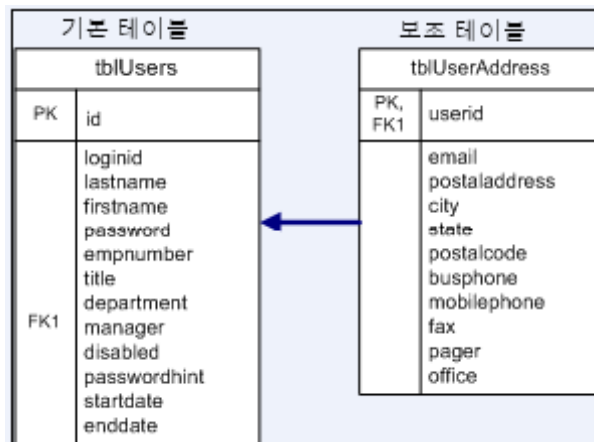 기본 테이블
tblUsers
PK
id
FK1
loginid
lastname
firstname
password
empnumber
title
department
manager
disabled
passwordhint
startdate
enddate
보조 테이블
tblUserAddress
PK,
FK1
userid
email
postaladdress
city
state
postalcode
busphone
mobilephone
fax
pager
office